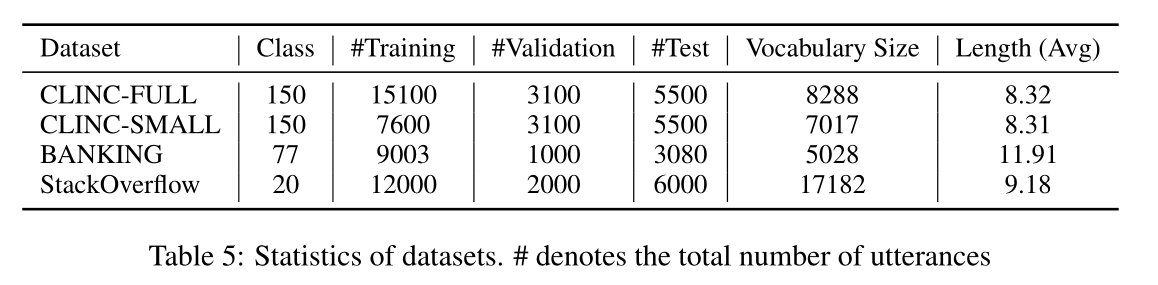 Dataset Class #Training #Validation #Test Vocabulary Size Length (Avg)
CLINC-FULL 150 15100 3100 5500 8288 8.32
CLINC-SMALL 150 7600 3100 5500 7017 8.31
BANKING 77 9003 1000 3080 5028 11.91
StackOverflow 20 12000 2000 6000 17182 9.18
Table 5: Statistics of datasets. # denotes the total number of utterances